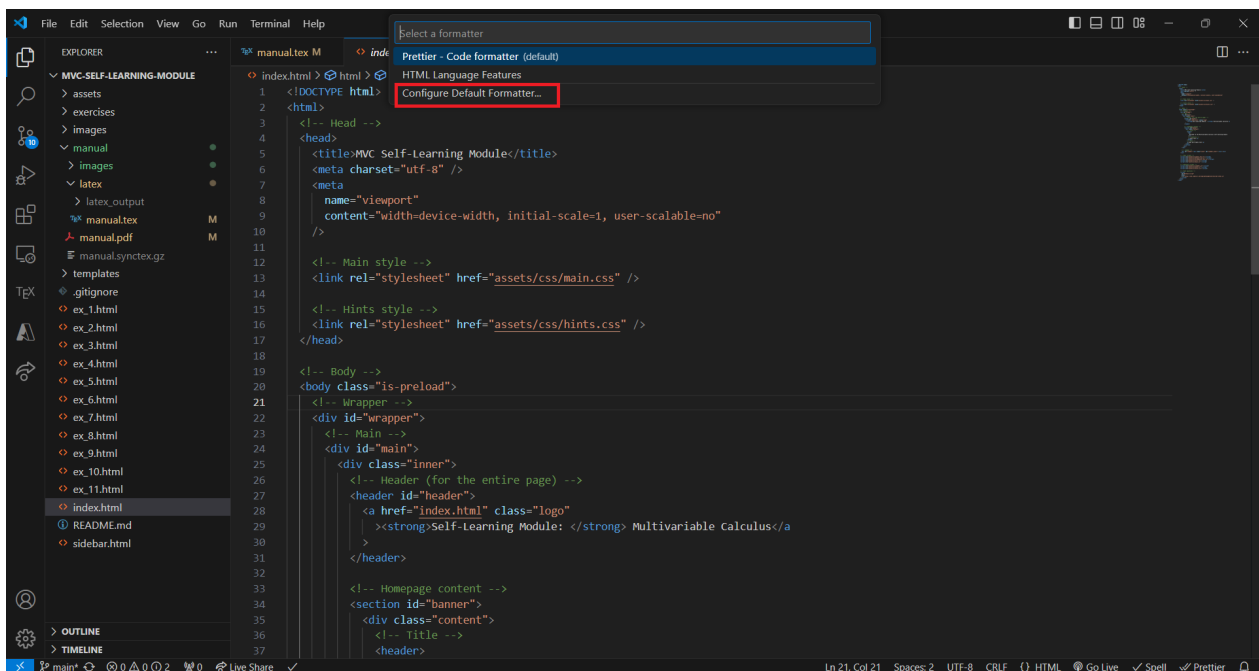 File Edit Selection View Go Run Terminal Help
Select a formatter
Prettier - Code formatter (default)
HTML Language Features
Configure Default Formatter...
EXPLORER ...
MVC-SELF-LEARNING-MODULE
> assets
> exercises
> images
manual
> images
latex
> latex_output
TEX manual.tex M
manual.pdf M
manual.synctex.gz
> templates
.gitignore
<> ex_1.html
<> ex_2.html
<> ex_3.html
<> ex_4.html
<> ex_5.html
<> ex_6.html
<> ex_7.html
<> ex_8.html
<> ex_9.html
<> ex_10.html
<> ex_11.html
<> index.html
README.md
<> sidebar.html
> OUTLINE
> TIMELINE
10
TEX
TEX manual.tex M <> inde
<> index.html > html >
1 <!DOCTYPE html>
2 <html>
3 <!-- Head -->
4 <head>
5 <title>MVC Self-Learning Module</title>
6 <meta charset="utf-8" />
7 <meta
8 name="viewport"
9 content="width=device-width, initial-scale=1, user-scalable=no"
10 />
11
12 <!-- Main style -->
13 <link rel="stylesheet" href="assets/css/main.css" />
14
15 <!-- Hints style -->
16 <link rel="stylesheet" href="assets/css/hints.css" />
17 </head>
18
19 <!-- Body -->
20 <body class="is-preload">
21 <!-- Wrapper -->
22 <div id="wrapper">
23 <!-- Main -->
24 <div id="main">
25 <div class="inner">
26 <!-- Header (for the entire page) -->
27 <header id="header">
28 <a href="index.html" class="logo"
29 ><strong>Self-Learning Module: </strong> Multivariable Calculus</a
30 >
31 </header>
32
33 <!-- Homepage content -->
34 <section id="banner">
35 <div class="content">
36 <!-- Title -->
37 <header>
main* 0 0 0 2 0 Live Share Ln 21, Col 21 Spaces: 2 UTF-8 CRLF {} HTML Go Live Spell Prettier